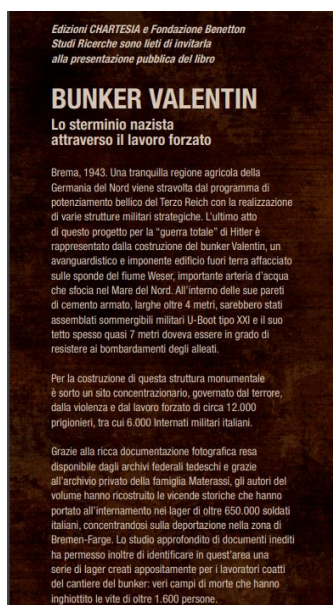 Edizioni CHARTESIA e Fondazione Benetton
Studi Ricerche sono lieti di invitarla
alla presentazione pubblica del libro
BUNKER VALENTIN
Lo sterminio nazista
attraverso il lavoro forzato
Brema, 1943. Una tranquilla regione agricola della
Germania del Nord viene stravolta dal programma di
potenziamento bellico del Terzo Reich con la realizzazione
di varie strutture militari strategiche. L'ultimo atto
di questo progetto per la "guerra totale" di Hitler è
rappresentato dalla costruzione del bunker Valentin, un
avanguardistico e imponente edificio fuori terra affacciato
sulle sponde del fiume Weser, importante arteria d'acqua
che sfocia nel Mare del Nord. All'interno delle sue pareti
di cemento armato, larghe oltre 4 metri, sarebbero stati
assemblati sommergibili militari U-Boot tipo XXI e il suo
tetto spesso quasi 7 metri doveva essere in grado di
resistere ai bombardamenti degli alleati.
Per la costruzione di questa struttura monumentale
è sorto un sito concentrazionario, governato dal terrore,
dalla violenza e dal lavoro forzato di circa 12.000
prigionieri, tra cui 6.000 Internati militari italiani.
Grazie alla ricca documentazione fotografica resa
disponibile dagli archivi federali tedeschi e grazie
all'archivio privato della famiglia Materassi, gli autori del
volume hanno ricostruito le vicende storiche che hanno
portato all'internamento nei lager di oltre 650.000 soldati
italiani, concentrandosi sulla deportazione nella zona di
Bremen-Farge. Lo studio approfondito di documenti inediti
ha permesso inoltre di identificare in quest'area una
serie di lager creati appositamente per i lavoratori coatti
del cantiere del bunker: veri campi di morte che hanno
inghiottito le vite di oltre 1.600 persone.